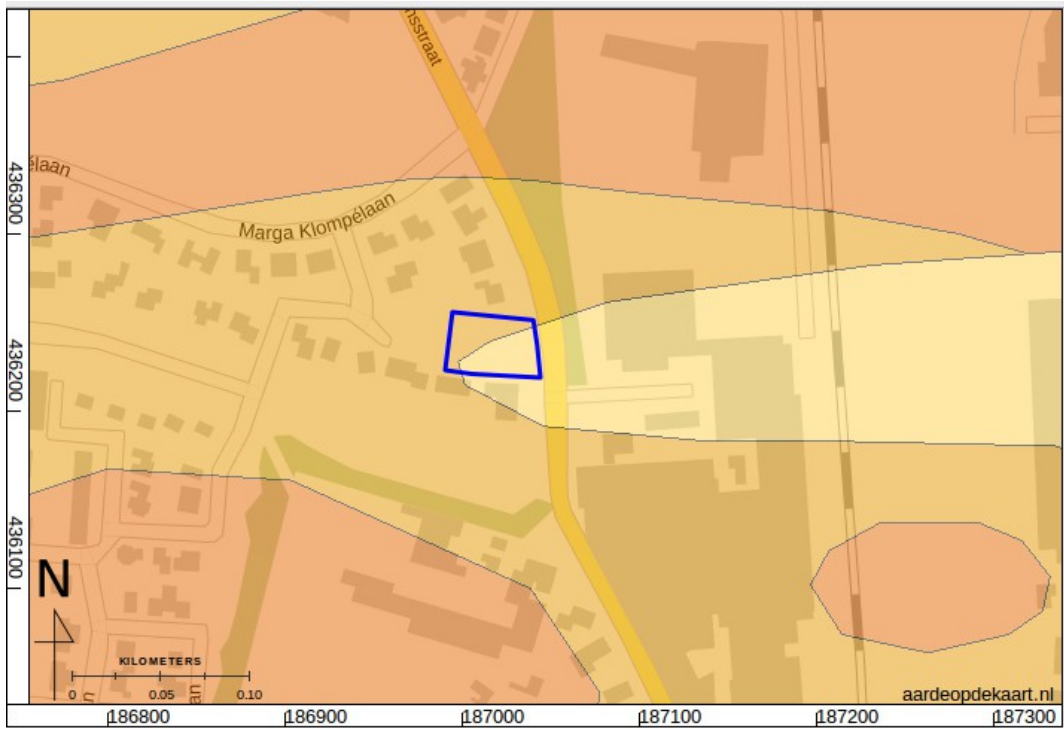 nsstraat
élaan
Marga Klompélaan
436300
436200
436100
N
KILOMETERS
0 0.05 0.10
an
n
aardeopdekaart.nl
186800 186900 187000 187100 187200 187300